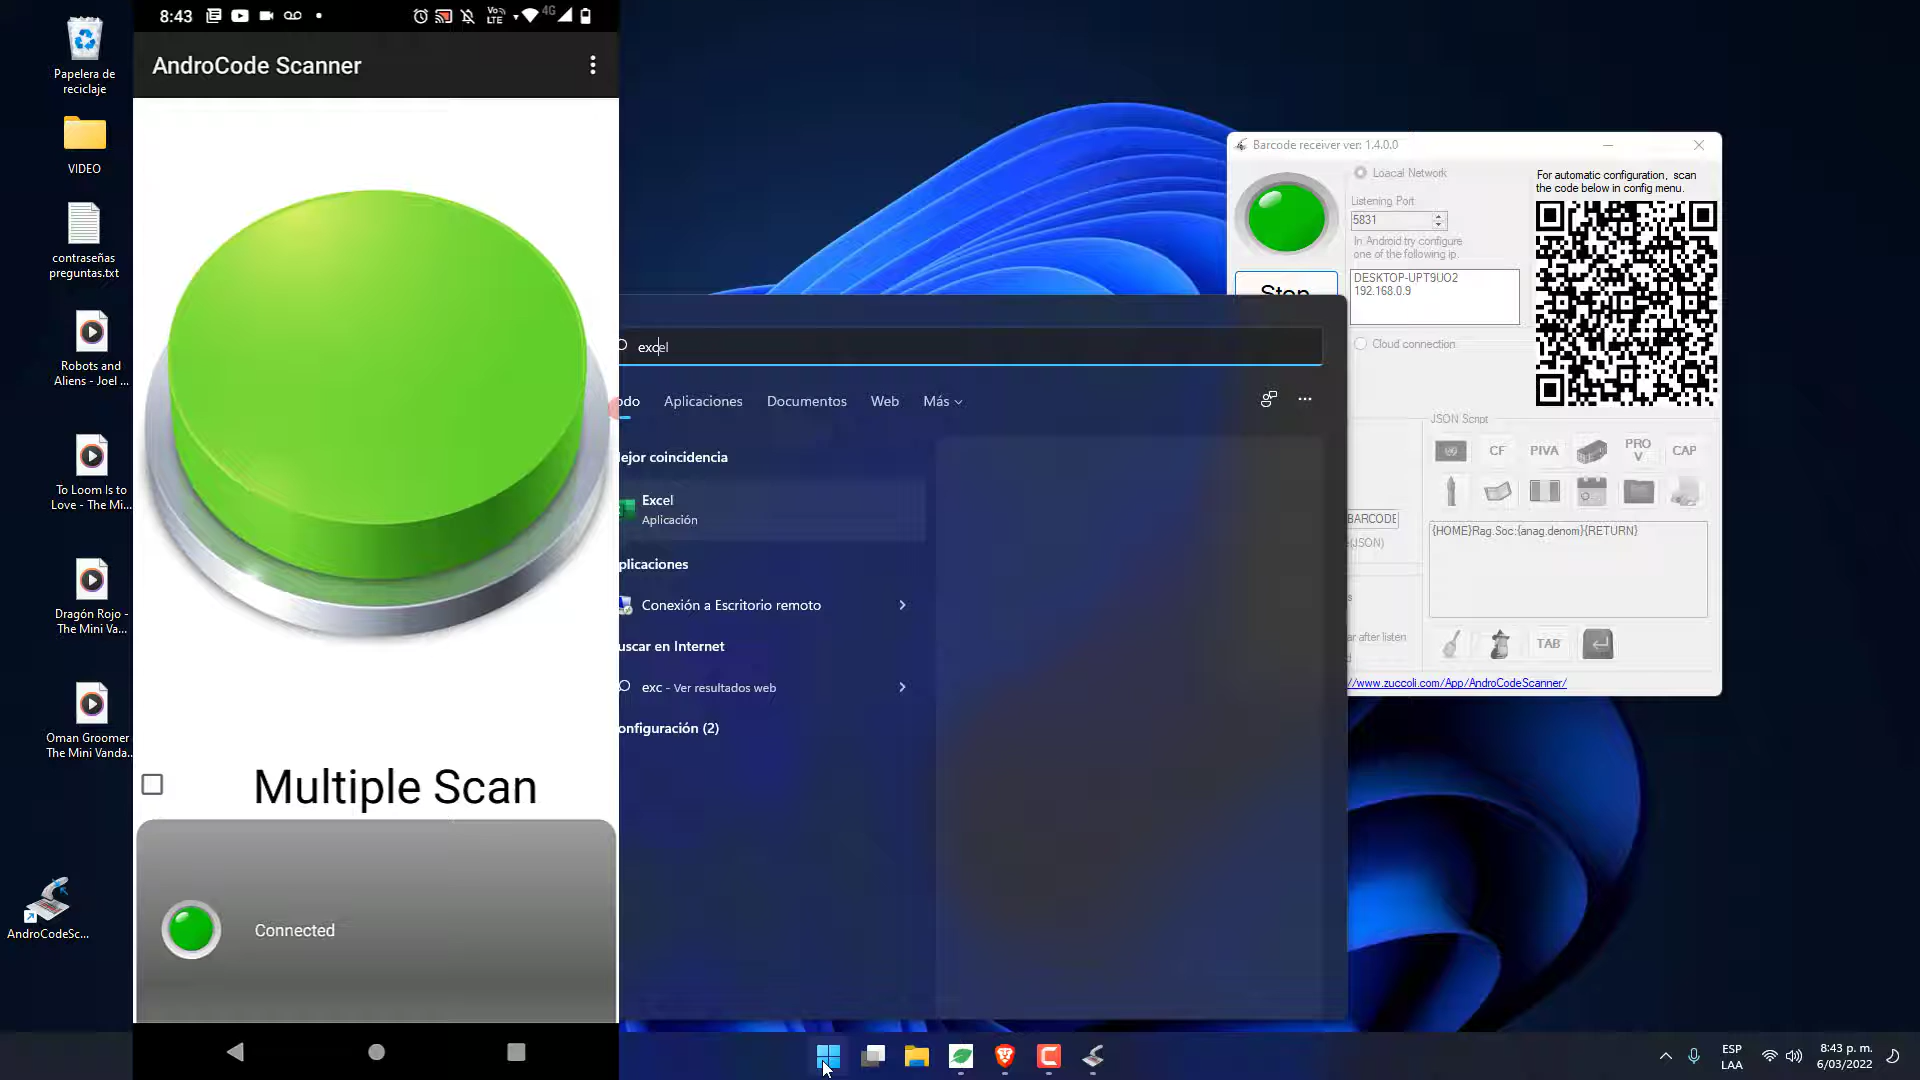 Papelera de
reciclaje
VIDEO
contraseñas
preguntas.txt
Robots and
Aliens - Joel ...
To Loom Is to
Love - The Mi...
Dragón Rojo -
The Mini Va...
Oman Groomer
The Mini Vanda...
AndroCodeSc...
8:43
Vo
LTE
4G
AndroCode Scanner
Multiple Scan
Connected
excel
odo
Aplicaciones
Documentos
Web
Más
ejor coincidencia
Excel
Aplicación
plicaciones
Conexión a Escritorio remoto
uscar en Internet
exc - Ver resultados web
onfiguración (2)
Barcode receiver ver: 1.4.0.0
Loacal Network
Listening Port
5831
In Android try configure
one of the following ip.
DESKTOP-UPT9UO2
192.168.0.9
Stop
Cloud connection
For automatic configuration, scan
the code below in config menu.
JSON Script
CF
PIVA
PRO
V
CAP
BARCODE
(JSON)
{HOME}Rag.Soc:{anag.denom}{RETURN}
s
ar after listen
d
TAB
//www.zuccoli.com/App/AndroCodeScanner/
ESP
LAA
8:43 p. m.
6/03/2022